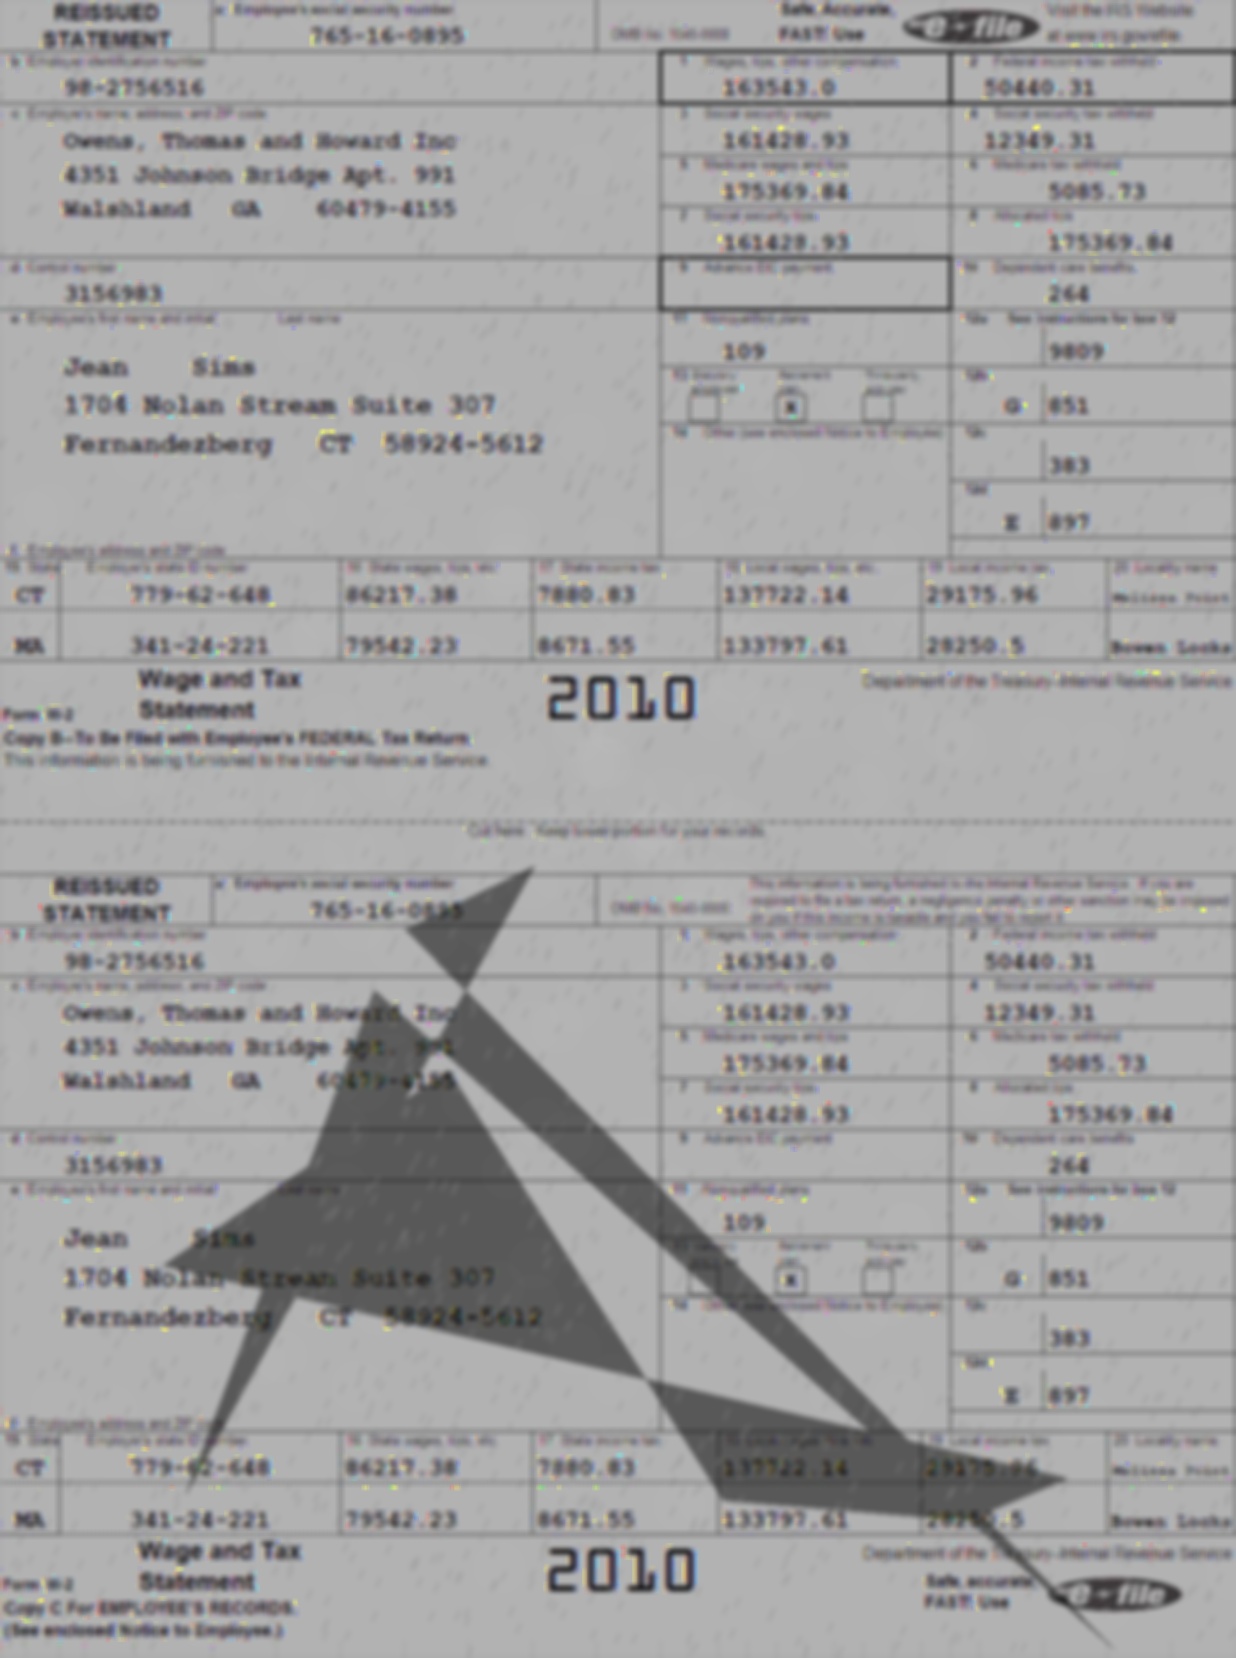 REISSUED STATEMENT
a Employee's social security number
765-16-0895
OMB No. 1545-0008
Safe, Accurate, FAST! Use e-file
Visit the IRS Website at www.irs.gov/efile.
b Employer identification number
98-2756516
1 Wages, tips, other compensation
163543.0
2 Federal income tax withheld
50440.31
c Employer's name, address, and ZIP code
Owens, Thomas and Howard Inc
4351 Johnson Bridge Apt. 991
Walshland GA 60479-4155
3 Social security wages
161428.93
4 Social security tax withheld
12349.31
5 Medicare wages and tips
175369.84
6 Medicare tax withheld
5085.73
7 Social security tips
161428.93
8 Allocated tips
175369.84
d Control number
3156983
9 Advance EIC payment
10 Dependent care benefits
264
e Employee's first name and initial Last name
Jean Sims
1704 Nolan Stream Suite 307
Fernandezberg CT 58924-5612
11 Nonqualified plans
109
12a See instructions for box 12
9809
13
X
12b
G 851
14 Other (see enclosed Notice to Employee)
12c
383
12d
E 897
f Employee's address and ZIP code
15 State Employer's state ID number 16 State wages, tips, etc. 17 State income tax 18 Local wages, tips, etc. 19 Local income tax 20 Locality name
CT 779-62-648 86217.38 7880.83 137722.14 29175.96 Melissa Point
MA 341-24-221 79542.23 8671.55 133797.61 28250.5 Bowen Locks
Form W-2 Wage and Tax Statement
2010
Department of the Treasury-Internal Revenue Service
Copy B--To Be Filed with Employee's FEDERAL Tax Return
This information is being furnished to the Internal Revenue Service.
Cut here - Keep lower portion for your records.
REISSUED STATEMENT
a Employee's social security number
765-16-0895
OMB No. 1545-0008
This information is being furnished to the Internal Revenue Service. If you are
required to file a tax return, a negligence penalty or other sanction may be imposed
on you if this income is taxable and you fail to report it.
b Employer identification number
98-2756516
1 Wages, tips, other compensation
163543.0
2 Federal income tax withheld
50440.31
c Employer's name, address, and ZIP code
Owens, Thomas and Howard Inc
4351 Johnson Bridge Apt. 991
Walshland GA 60479-4155
3 Social security wages
161428.93
4 Social security tax withheld
12349.31
5 Medicare wages and tips
175369.84
6 Medicare tax withheld
5085.73
7 Social security tips
161428.93
8 Allocated tips
175369.84
d Control number
3156983
9 Advance EIC payment
10 Dependent care benefits
264
e Employee's first name and initial Last name
Jean Sims
1704 Nolan Stream Suite 307
Fernandezberg CT 58924-5612
11 Nonqualified plans
109
12a See instructions for box 12
9809
X
12b
G 851
14 Other (see enclosed Notice to Employee)
12c
383
12d
E 897
f Employee's address and ZIP code
15 State Employer's state ID number 16 State wages, tips, etc. 17 State income tax 19 Local income tax 20 Locality name
CT 779-62-648 86217.38 7880.83 137722.14 29175.96 Melissa Point
MA 341-24-221 79542.23 8671.55 133797.61 28250.5 Bowen Locks
Form W-2 Wage and Tax Statement
2010
Department of the Treasury-Internal Revenue Service
Copy C For EMPLOYEE'S RECORDS.
(See enclosed Notice to Employee.)
Safe, accurate, FAST! Use e-file